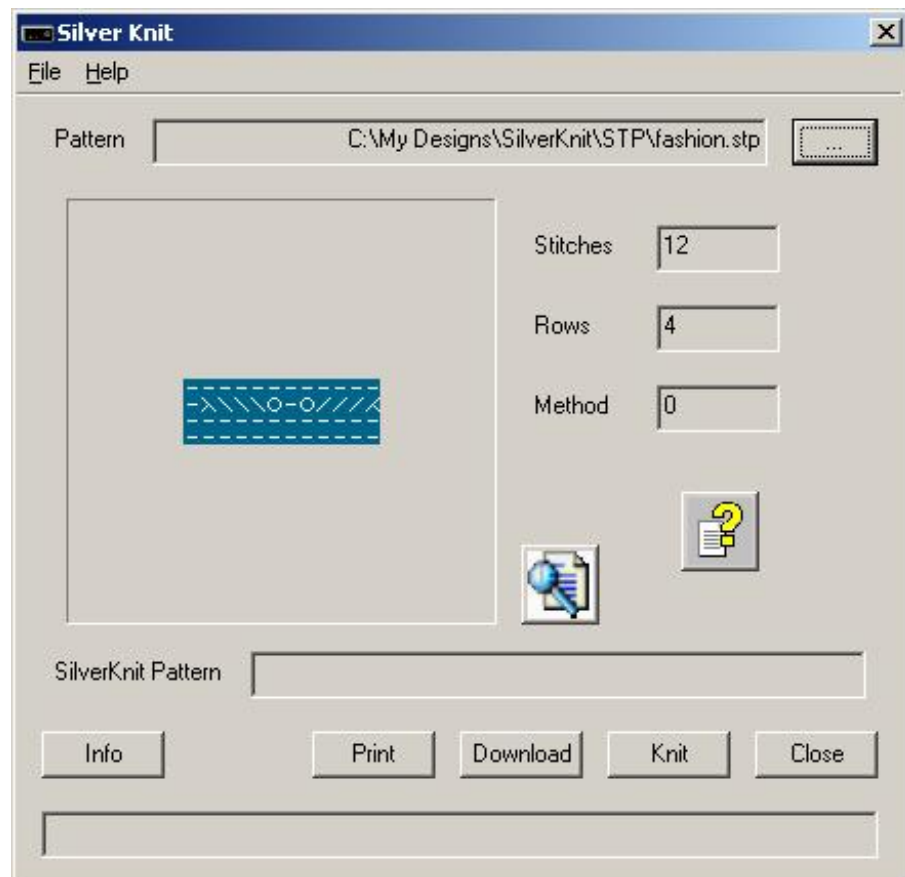 Silver Knit
File Help
Pattern C:\My Designs\SilverKnit\STP\fashion.stp ...
Stitches 12
Rows 4
Method 0
SilverKnit Pattern
Info Print Download Knit Close